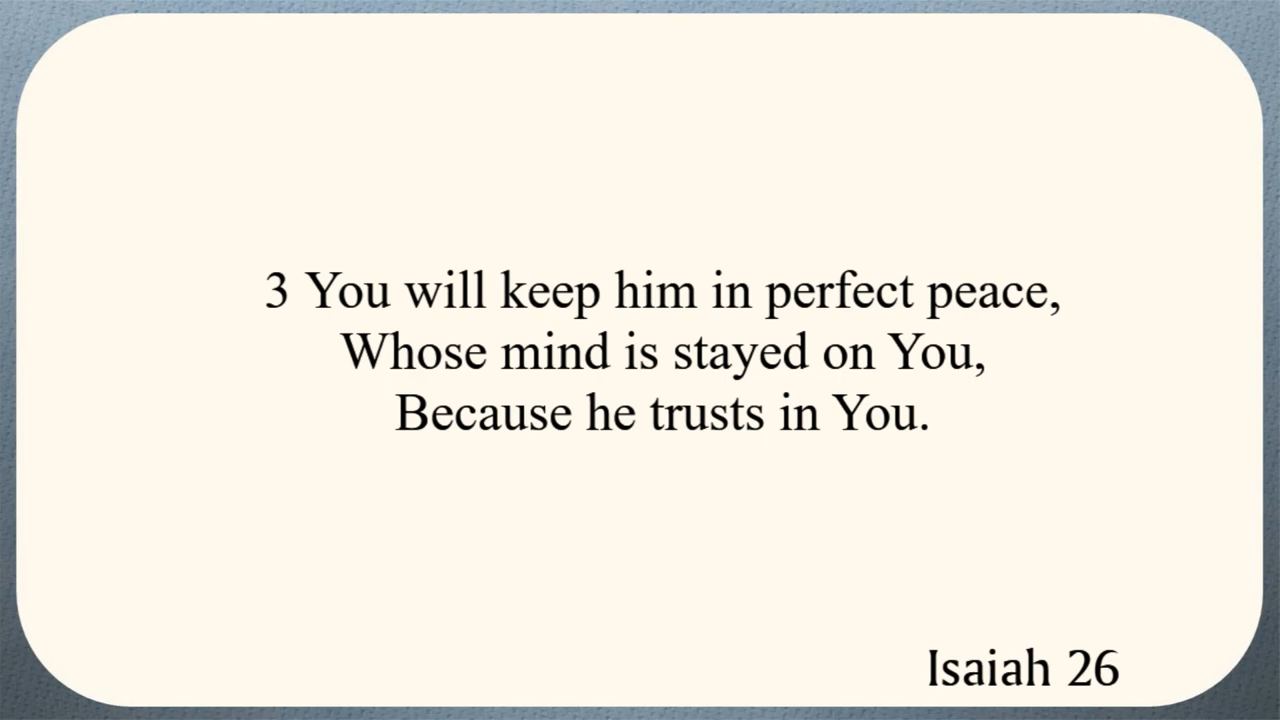 3 You will keep him in perfect peace,
Whose mind is stayed on You,
Because he trusts in You.
Isaiah 26